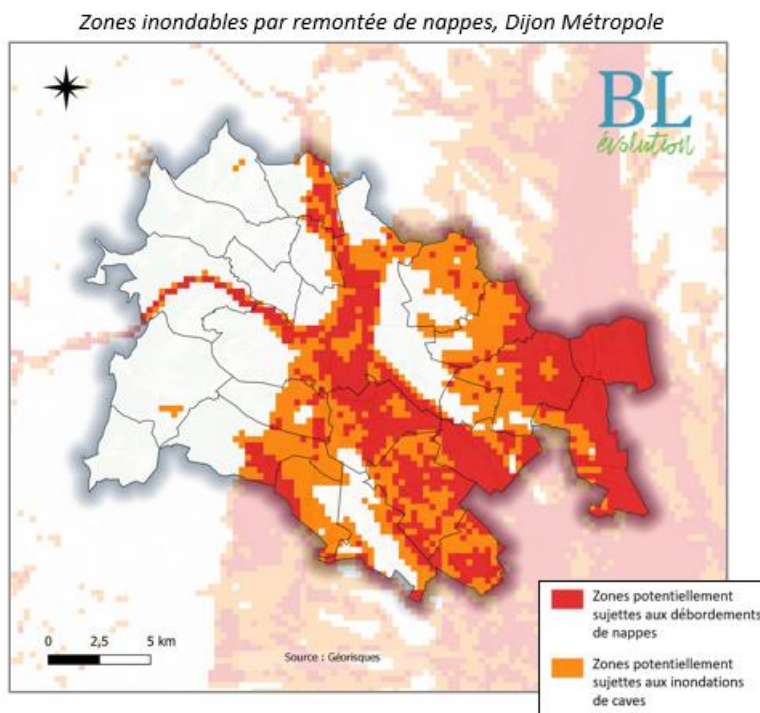 Zones inondables par remontée de nappes, Dijon Métropole
BL
évolution
0 2,5 5 km
Source : Géorisques
Zones potentiellement
sujettes aux débordements
de nappes
Zones potentiellement
sujettes aux inondations
de caves